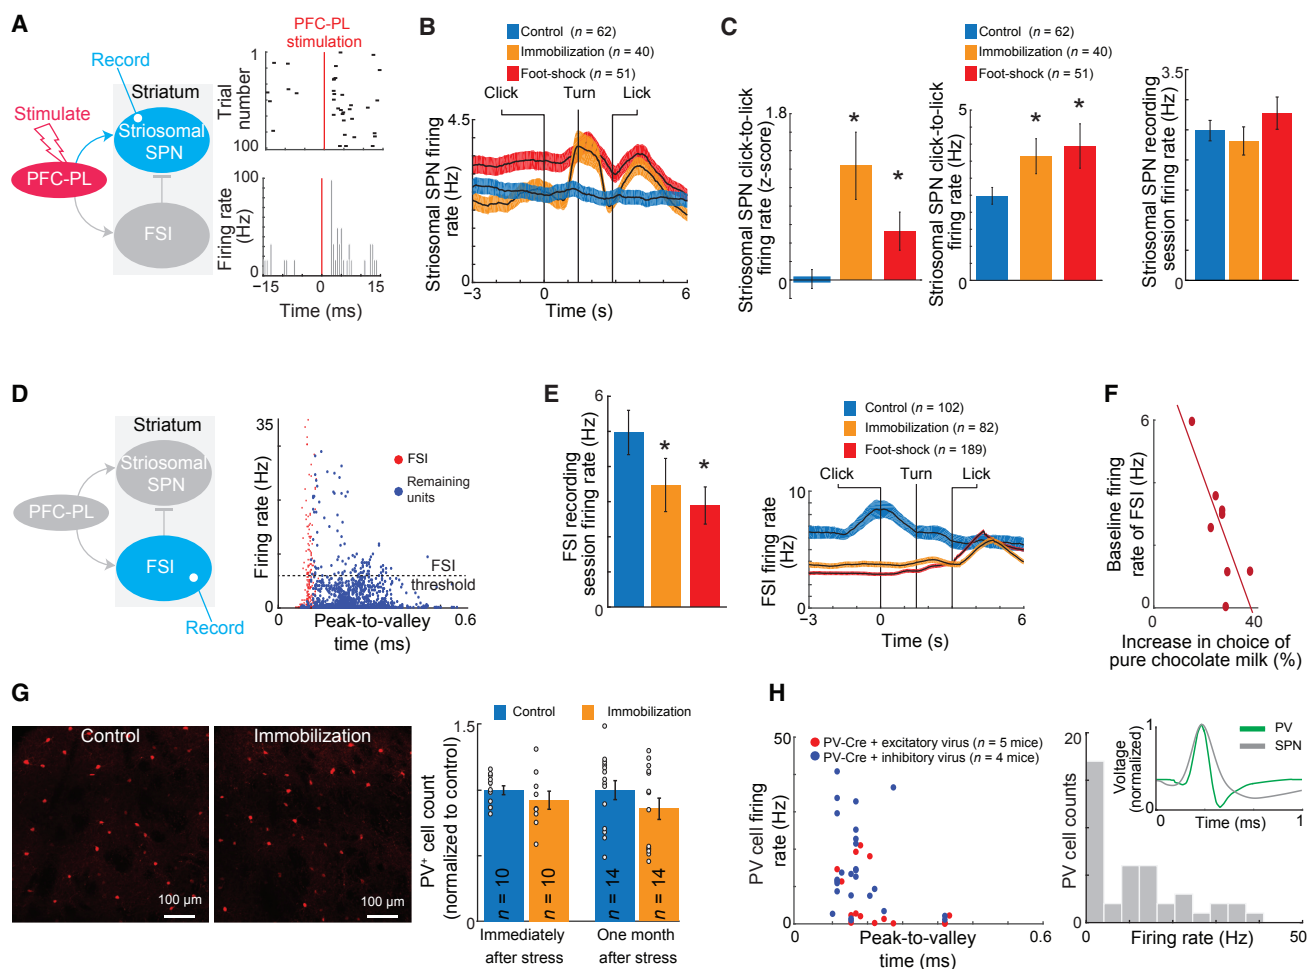 A
Record
Striatum
Stimulate
Striosomal
SPN
PFC-PL
FSI
PFC-PL
stimulation
Trial
number
1
100
Firing rate
(Hz)
100
0
−15
0
15
Time (ms)
B
Control (n = 62)
Immobilization (n = 40)
Foot-shock (n = 51)
Click
Turn
Lick
Striosomal SPN firing
rate (Hz)
4.5
0
−3
0
6
Time (s)
C
Control (n = 62)
Immobilization (n = 40)
Foot-shock (n = 51)
Striosomal SPN click-to-lick
firing rate (z-score)
1.8
0
*
*
Striosomal SPN click-to-lick
firing rate (Hz)
5
0
*
*
Striosomal SPN recording
session firing rate (Hz)
3.5
0
D
Striatum
Striosomal
SPN
PFC-PL
FSI
Record
Firing rate (Hz)
35
0
FSI
Remaining
units
FSI
threshold
Peak-to-valley
time (ms)
0.6
E
FSI recording
session firing rate (Hz)
6
0
*
*
Control (n = 102)
Immobilization (n = 82)
Foot-shock (n = 189)
Click
Turn
Lick
FSI firing rate
(Hz)
10
0
−3
0
6
Time (s)
F
Baseline firing
rate of FSI (Hz)
6
0
0
40
Increase in choice of
pure chocolate milk (%)
G
Control
100 µm
Immobilization
100 µm
Control
Immobilization
PV+ cell count
(normalized to control)
1.5
0
n = 10
n = 10
n = 14
n = 14
Immediately
after stress
One month
after stress
H
PV-Cre + excitatory virus (n = 5 mice)
PV-Cre + inhibitory virus (n = 4 mice)
PV cell firing
rate (Hz)
50
0
0
0.6
Peak-to-valley
time (ms)
PV cell counts
20
0
0
50
Firing rate (Hz)
Voltage
(normalized)
1
0
0
1
Time (ms)
PV
SPN